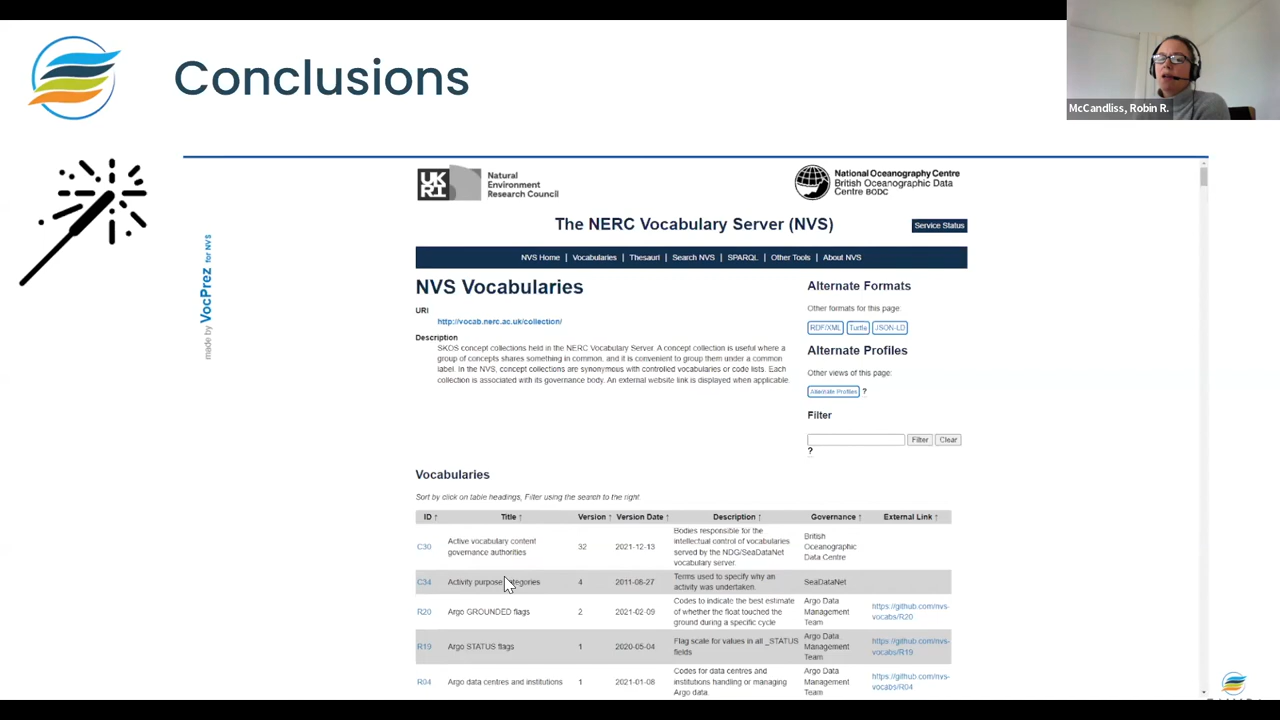 Conclusions
McCandliss, Robin R.
made by VocPrez for NVS
UK
RI
Natural
Environment
Research Council
National Oceanography Centre
British Oceanographic Data
Centre BODC
The NERC Vocabulary Server (NVS)
Service Status
NVS Home | Vocabularies | Thesauri | Search NVS | SPARQL | Other Tools | About NVS
NVS Vocabularies
URI
http://vocab.nerc.ac.uk/collection/
Description
SKOS concept collections held in the NERC Vocabulary Server. A concept collection is useful where a
group of concepts shares something in common, and it is convenient to group them under a common
label. In the NVS, concept collections are synonymous with controlled vocabularies or code lists. Each
collection is associated with its governance body. An external website link is displayed when applicable.
Alternate Formats
Other formats for this page:
RDF/XML Turtle JSON-LD
Alternate Profiles
Other views of this page:
Alternate Profiles ?
Filter
Filter Clear
?
Vocabularies
Sort by click on table headings, Filter using the search to the right
ID ↑ Title ↑ Version ↑ Version Date ↑ Description ↑ Governance ↑ External Link ↑
C30 Active vocabulary content governance authorities 32 2021-12-13 Bodies responsible for the intellectual control of vocabularies served by the NDG/SeaDataNet vocabulary server. British Oceanographic Data Centre
C34 Activity purpose categories 4 2011-08-27 Terms used to specify why an activity was undertaken. SeaDataNet
R20 Argo GROUNDED flags 2 2021-02-09 Codes to indicate the best estimate of whether the float touched the ground during a specific cycle Argo Data Management Team https://github.com/nvs-vocabs/R20
R19 Argo STATUS flags 1 2020-05-04 Flag scale for values in all _STATUS fields Argo Data Management Team https://github.com/nvs-vocabs/R19
R04 Argo data centres and institutions 1 2021-01-08 Codes for data centres and institutions handling or managing Argo data. Argo Data Management Team https://github.com/nvs-vocabs/R04